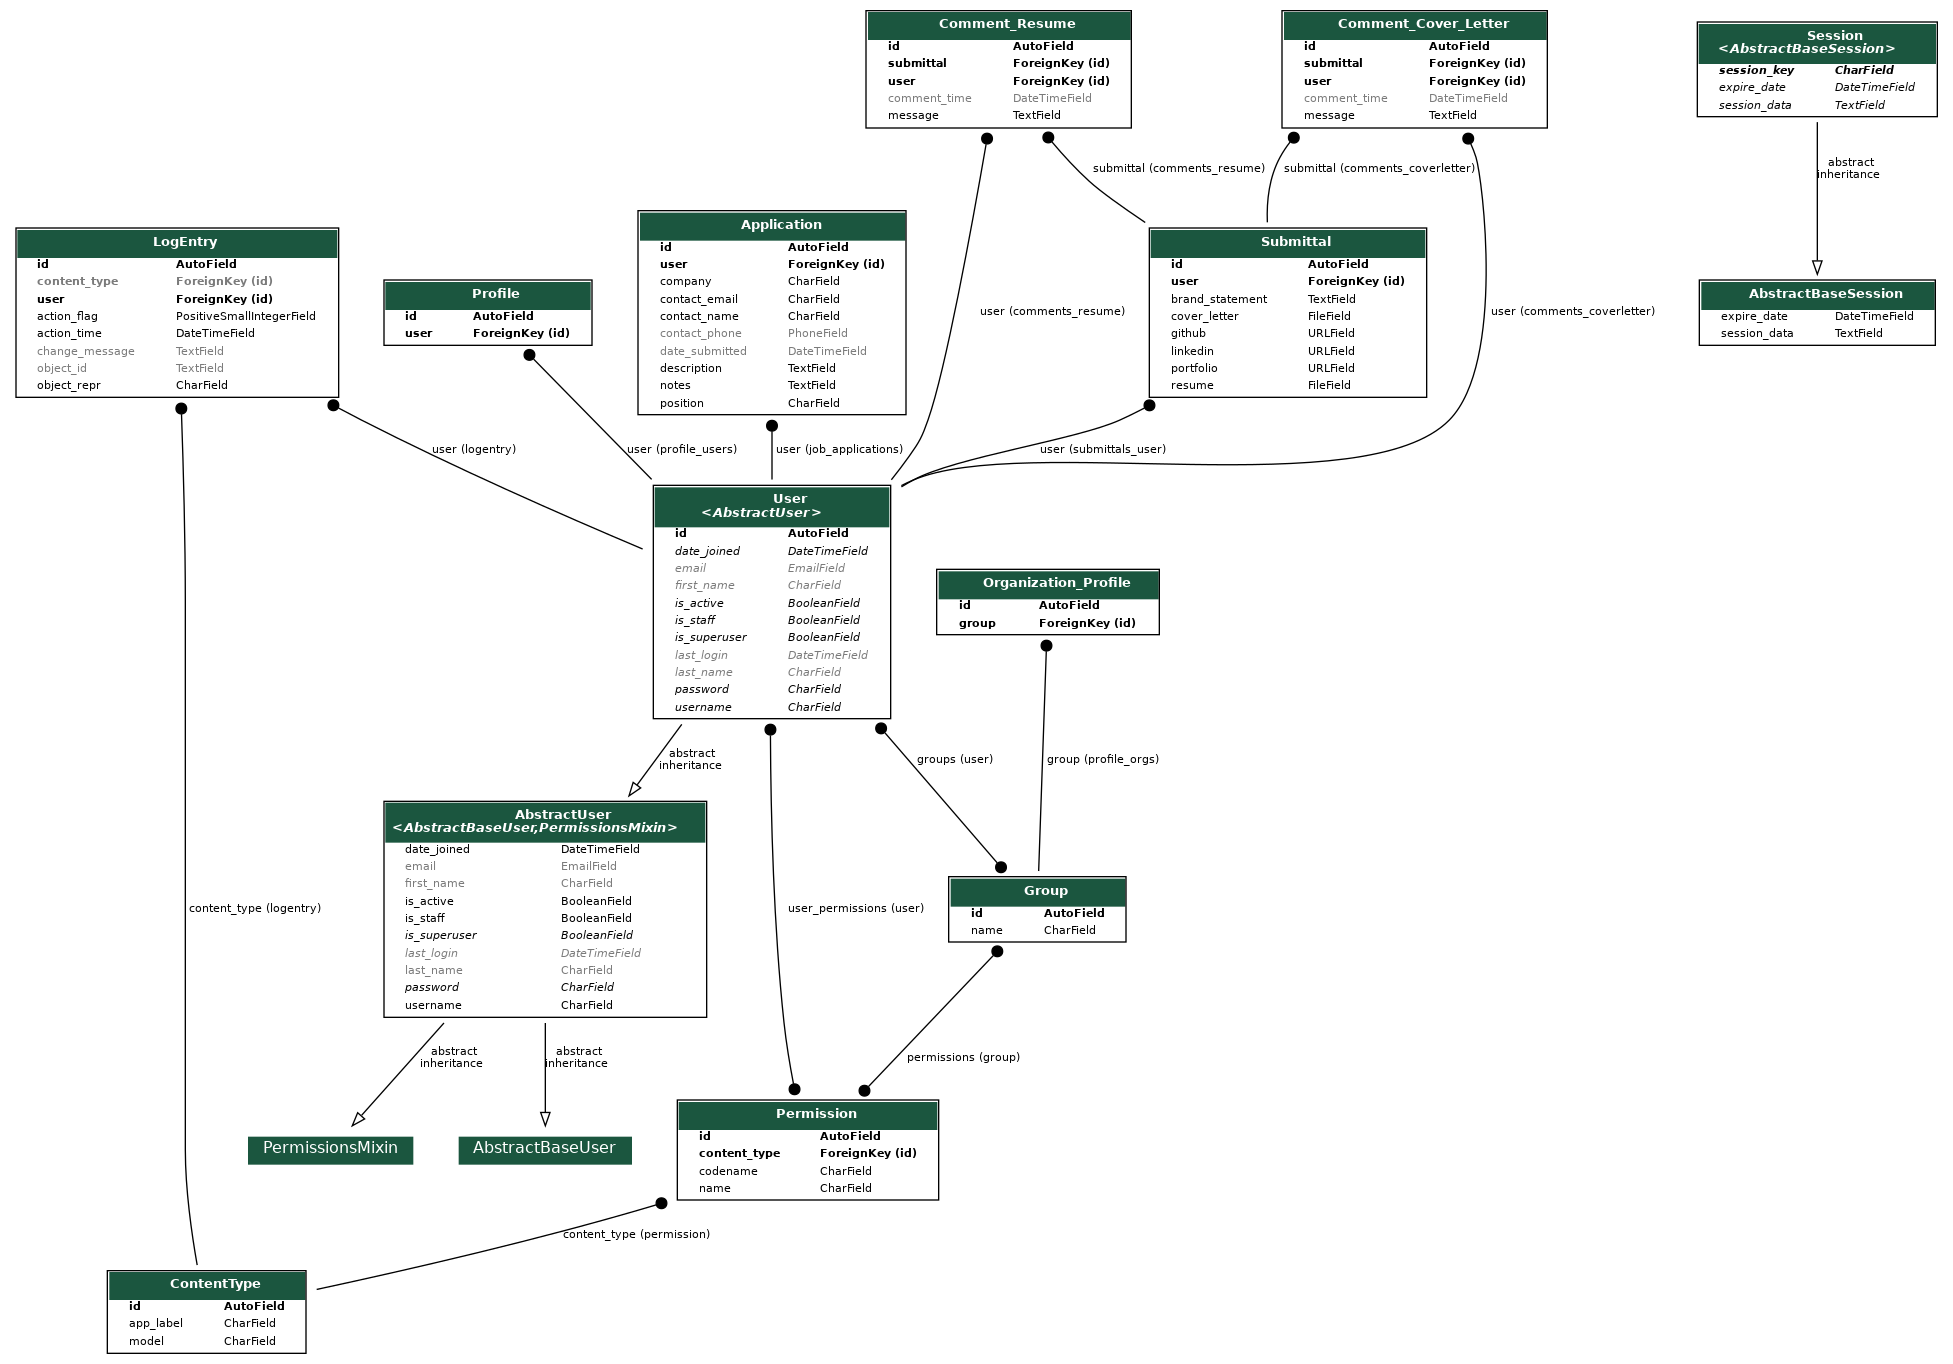 Comment_Resume
id AutoField
submittal ForeignKey (id)
user ForeignKey (id)
comment_time DateTimeField
message TextField
Comment_Cover_Letter
id AutoField
submittal ForeignKey (id)
user ForeignKey (id)
comment_time DateTimeField
message TextField
Session
<AbstractBaseSession>
session_key CharField
expire_date DateTimeField
session_data TextField
submittal (comments_resume)
submittal (comments_coverletter)
abstract
inheritance
LogEntry
id AutoField
content_type ForeignKey (id)
user ForeignKey (id)
action_flag PositiveSmallIntegerField
action_time DateTimeField
change_message TextField
object_id TextField
object_repr CharField
Profile
id AutoField
user ForeignKey (id)
Application
id AutoField
user ForeignKey (id)
company CharField
contact_email CharField
contact_name CharField
contact_phone PhoneField
date_submitted DateTimeField
description TextField
notes TextField
position CharField
user (comments_resume)
Submittal
id AutoField
user ForeignKey (id)
brand_statement TextField
cover_letter FileField
github URLField
linkedin URLField
portfolio URLField
resume FileField
user (comments_coverletter)
AbstractBaseSession
expire_date DateTimeField
session_data TextField
user (logentry)
user (profile_users)
user (job_applications)
user (submittals_user)
User
<AbstractUser>
id AutoField
date_joined DateTimeField
email EmailField
first_name CharField
is_active BooleanField
is_staff BooleanField
is_superuser BooleanField
last_login DateTimeField
last_name CharField
password CharField
username CharField
Organization_Profile
id AutoField
group ForeignKey (id)
abstract
inheritance
groups (user)
group (profile_orgs)
AbstractUser
<AbstractBaseUser,PermissionsMixin>
date_joined DateTimeField
email EmailField
first_name CharField
is_active BooleanField
is_staff BooleanField
is_superuser BooleanField
last_login DateTimeField
last_name CharField
password CharField
username CharField
content_type (logentry)
user_permissions (user)
Group
id AutoField
name CharField
abstract
inheritance
abstract
inheritance
permissions (group)
PermissionsMixin
AbstractBaseUser
Permission
id AutoField
content_type ForeignKey (id)
codename CharField
name CharField
content_type (permission)
ContentType
id AutoField
app_label CharField
model CharField